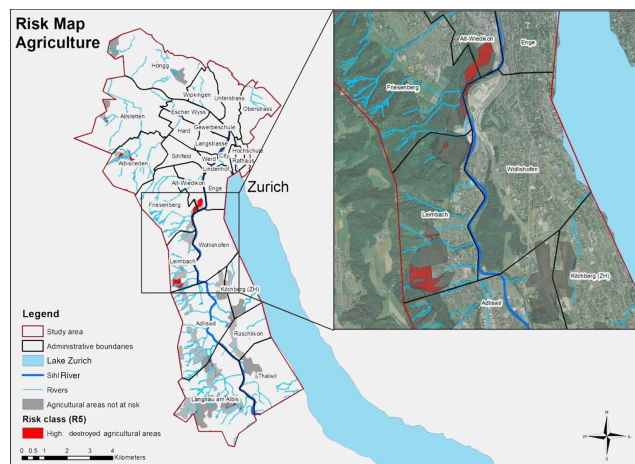 Risk Map
Agriculture
Höngg
Wipkingen
Unterstrass
Oberstrass
Escher Wyss
Altstetten
Hard
Gewerbeschule
Langstrasse
Hochschule
City
Albisrieden
Sihlfeld
Werd
Rathaus
Lindenhof
Alt-Wiedikon
Enge
Zurich
Friesenberg
Wollishofen
Leimbach
Kilchberg (ZH)
Adliswil
Rüschlikon
Thalwil
Langnau am Albis
Alt-Wiedikon
Enge
Friesenberg
Wollishofen
Leimbach
Kilchberg (ZH)
Adliswil
Legend
Study area
Administrative boundaries
Lake Zurich
Sihl River
Rivers
Agricultural areas not at risk
Risk class (R5)
High: destroyed agricultural areas
0 0.5 1 2 3 4
Kilometers
N
W E
S